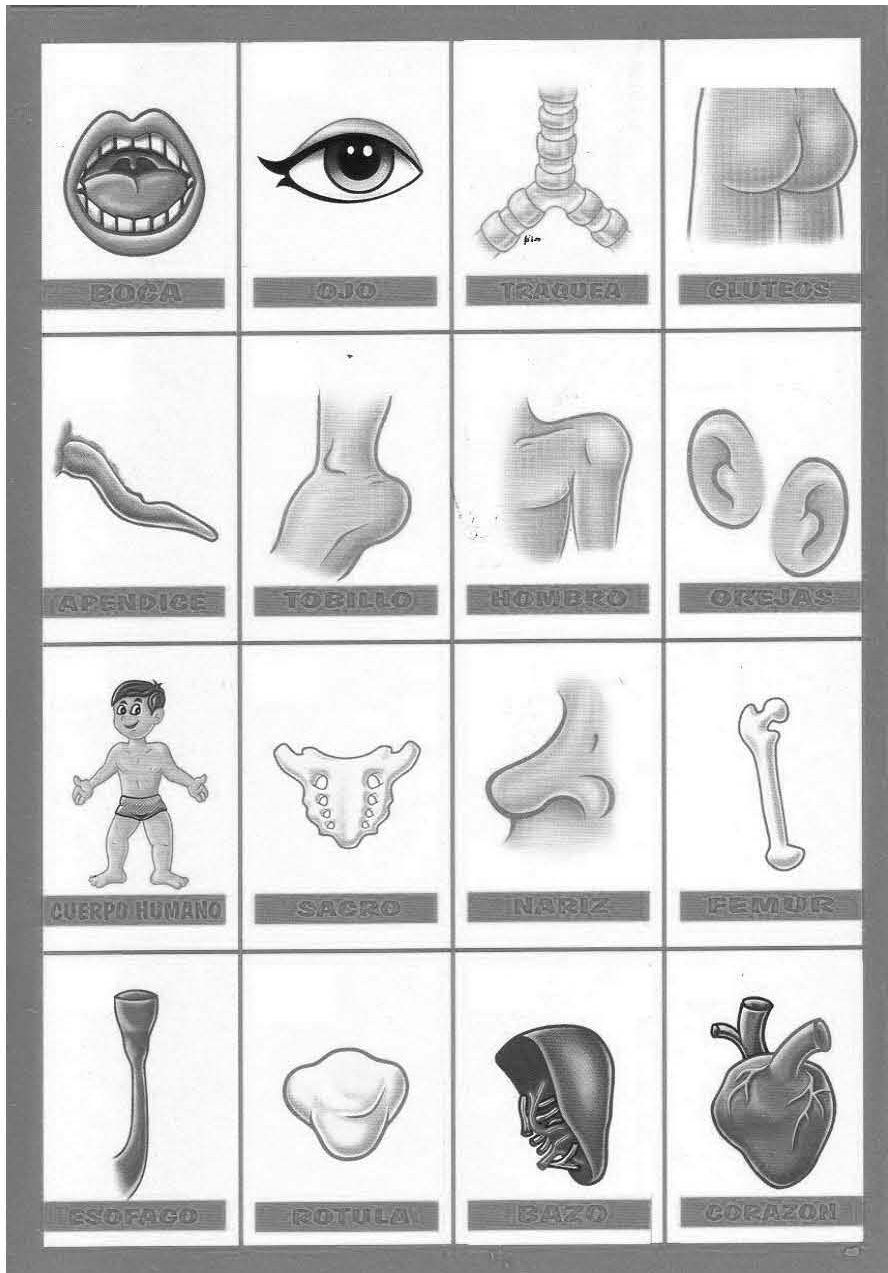 BOCA
OJO
TRAQUEA
GLUTEOS
APENDICE
TOBILLO
HOMBRO
OREJAS
CUERPO HUMANO
SACRO
NARIZ
FEMUR
ESOFAGO
ROTULA
BAZO
CORAZON